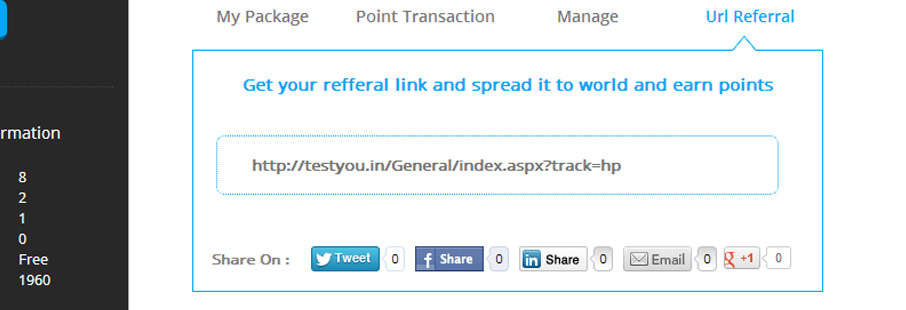 My Package Point Transaction Manage Url Referral
Get your refferal link and spread it to world and earn points
http://testyou.in/General/index.aspx?track=hp
Share On : Tweet 0 f Share 0 in Share 0 Email 0 g +1 0
rmation
8
2
1
0
Free
1960